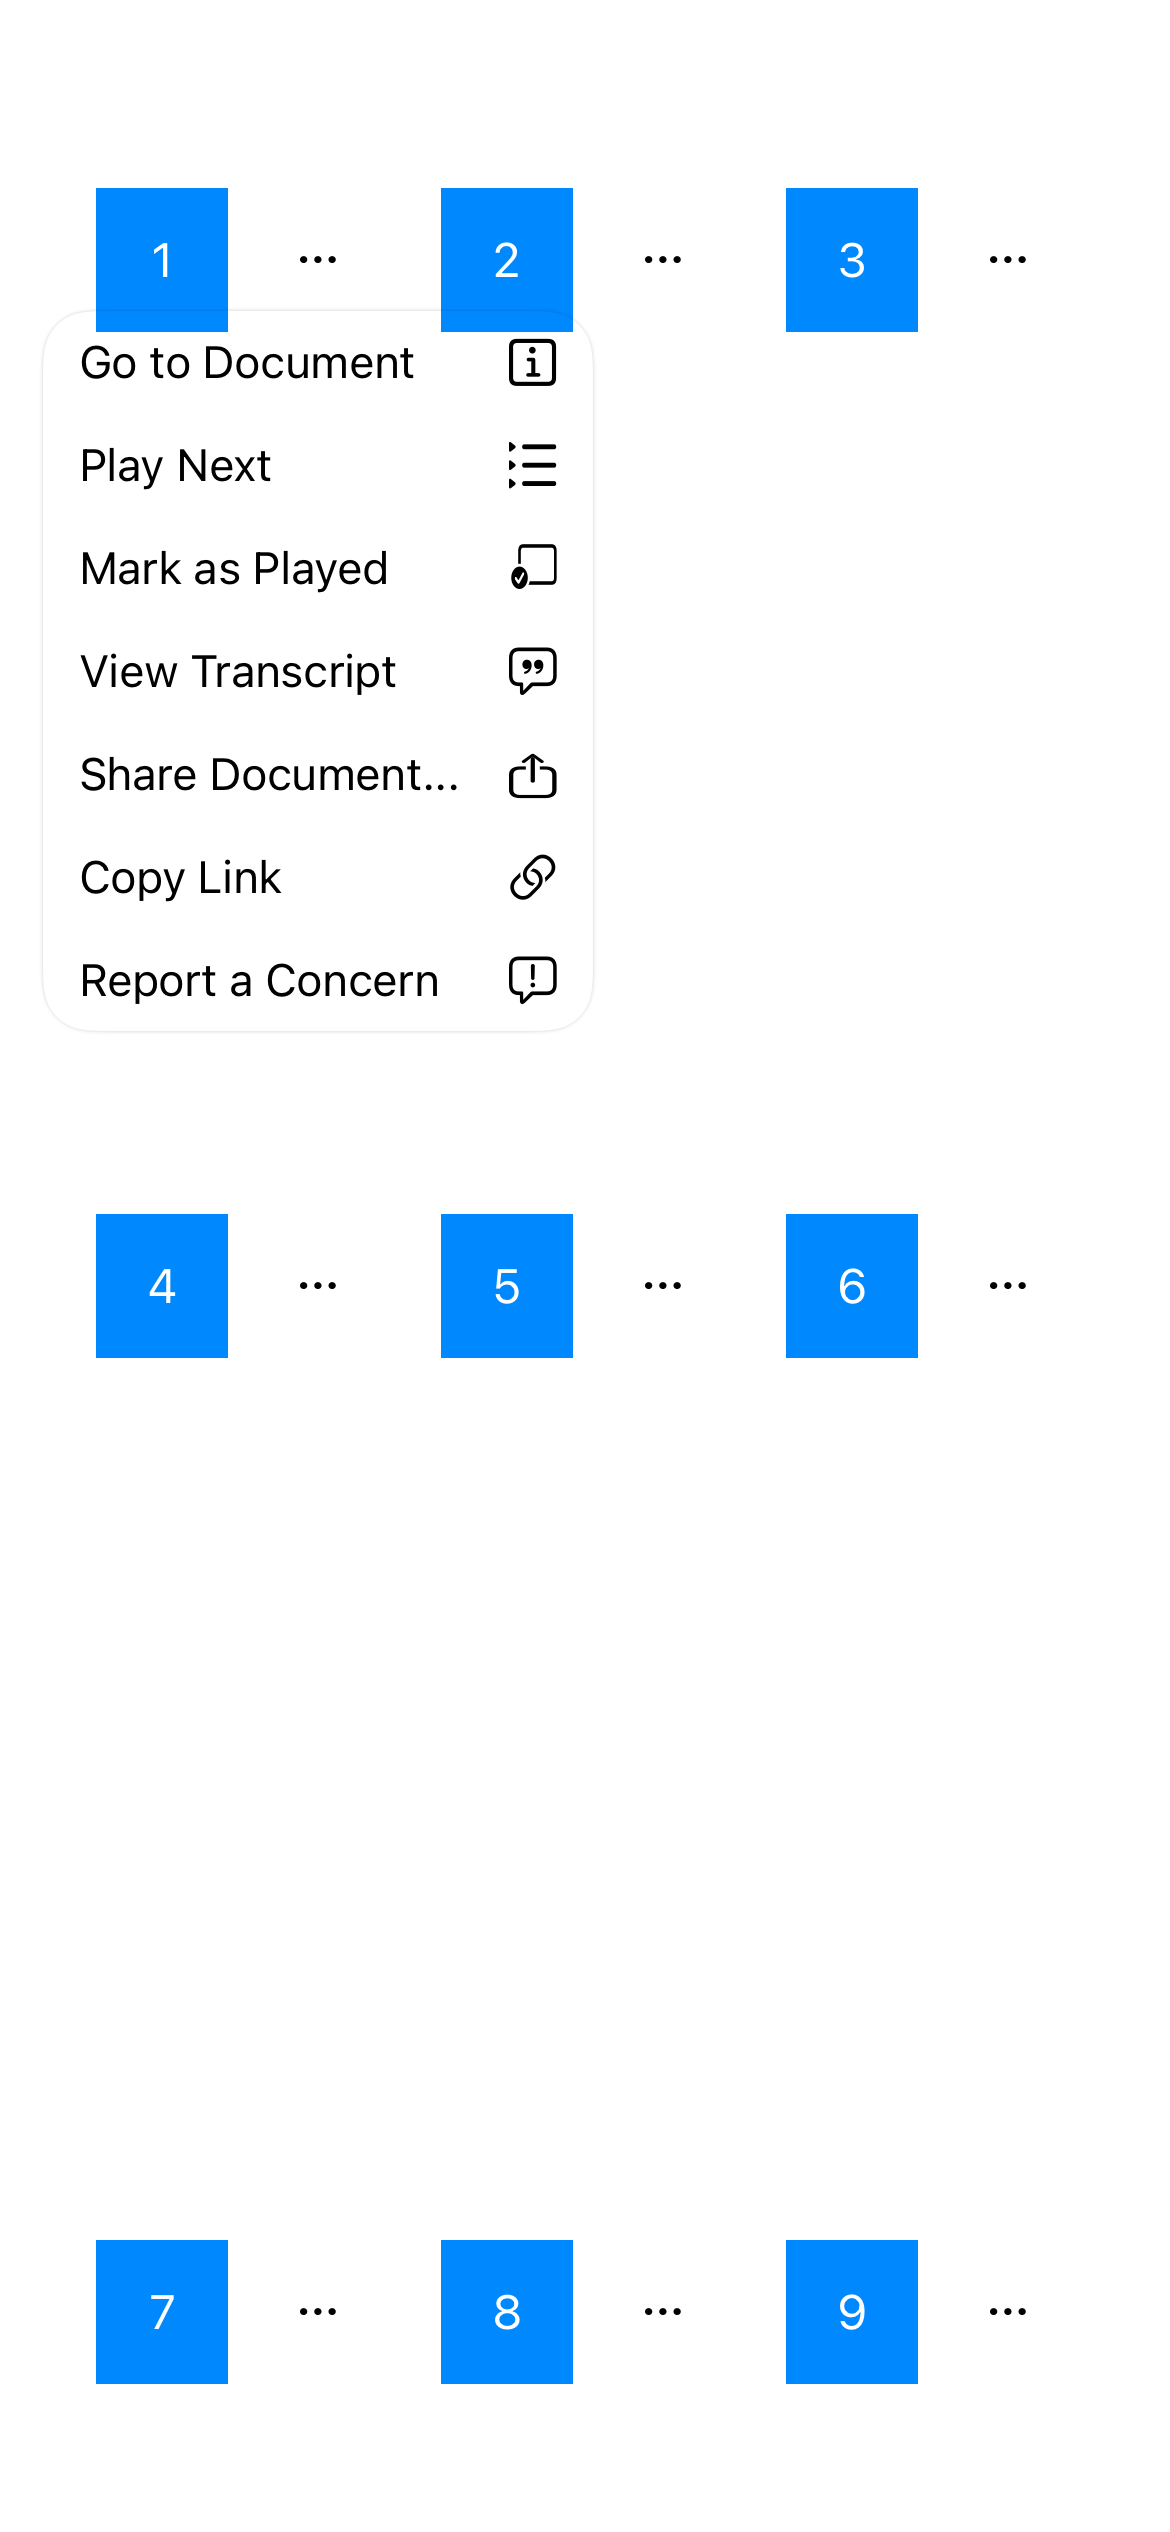 1 ... 2 ... 3 ...
Go to Document
Play Next
Mark as Played
View Transcript
Share Document...
Copy Link
Report a Concern
4 ... 5 ... 6 ...
7 ... 8 ... 9 ...